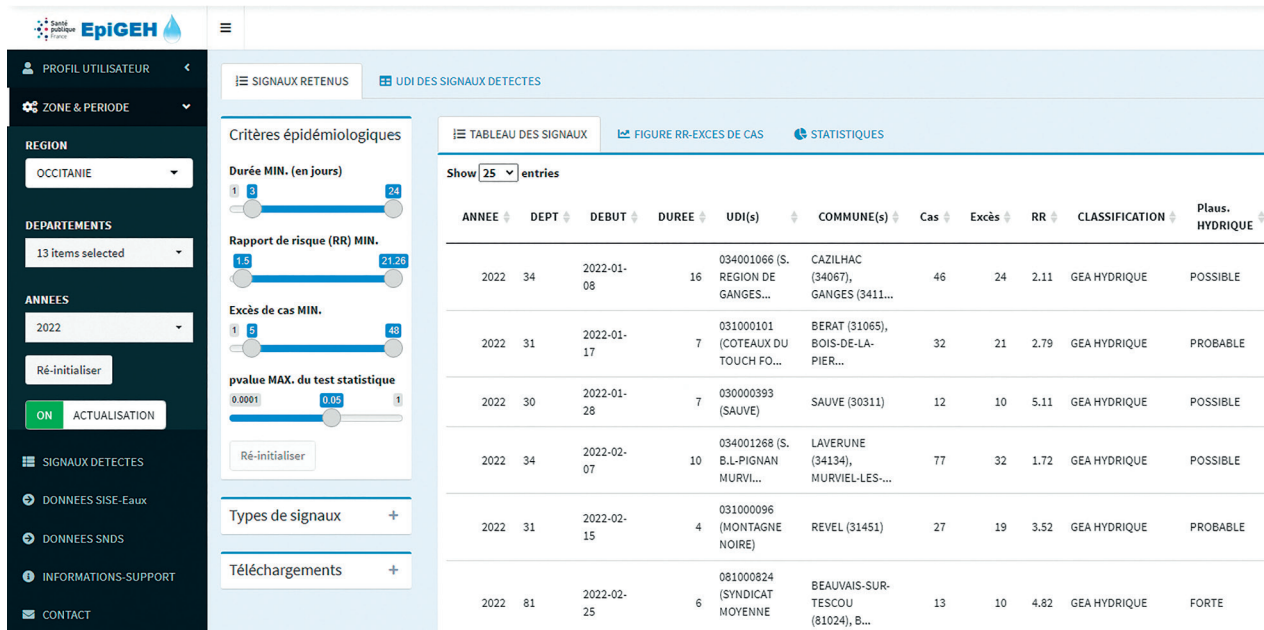 Santé
publique
France
EpiGEH
PROFIL UTILISATEUR
ZONE & PERIODE
REGION
OCCITANIE
DEPARTEMENTS
13 items selected
ANNEES
2022
Ré-initialiser
ON ACTUALISATION
SIGNAUX DETECTES
DONNEES SISE-Eaux
DONNEES SNDS
INFORMATIONS-SUPPORT
CONTACT
SIGNAUX RETENUS UDI DES SIGNAUX DETECTES
Critères épidémiologiques
Durée MIN. (en jours)
1 3 24
Rapport de risque (RR) MIN.
1.5 21.26
Excès de cas MIN.
1 5 48
pvalue MAX. du test statistique
0.0001 0.05 1
Ré-initialiser
Types de signaux +
Téléchargements +
TABLEAU DES SIGNAUX FIGURE RR-EXCES DE CAS STATISTIQUES
Show 25 entries
ANNEE DEPT DEBUT DUREE UDI(s) COMMUNE(s) Cas Excès RR CLASSIFICATION Plaus.
HYDRIQUE
034001066 (S. CAZILHAC
2022-01-
2022 34 16 REGION DE (34067), 46 24 2.11 GEA HYDRIQUE POSSIBLE
08
GANGES... GANGES (3411...
031000101 BERAT (31065),
2022-01-
2022 31 7 (COTEAUX DU BOIS-DE-LA- 32 21 2.79 GEA HYDRIQUE PROBABLE
17
TOUCH FO... PIER...
2022-01- 030000393
2022 30 7 SAUVE (30311) 12 10 5.11 GEA HYDRIQUE POSSIBLE
28 (SAUVE)
034001268 (S. LAVERUNE
2022-02-
2022 34 10 B.L-PIGNAN (34134), 77 32 1.72 GEA HYDRIQUE POSSIBLE
07
MURVI... MURVIEL-LES-...
031000096
2022-02-
2022 31 4 (MONTAGNE REVEL (31451) 27 19 3.52 GEA HYDRIQUE PROBABLE
15
NOIRE)
081000824 BEAUVAIS-SUR-
2022-02-
2022 81 6 (SYNDICAT TESCOU 13 10 4.82 GEA HYDRIQUE FORTE
25
MOYENNE (81024), B...